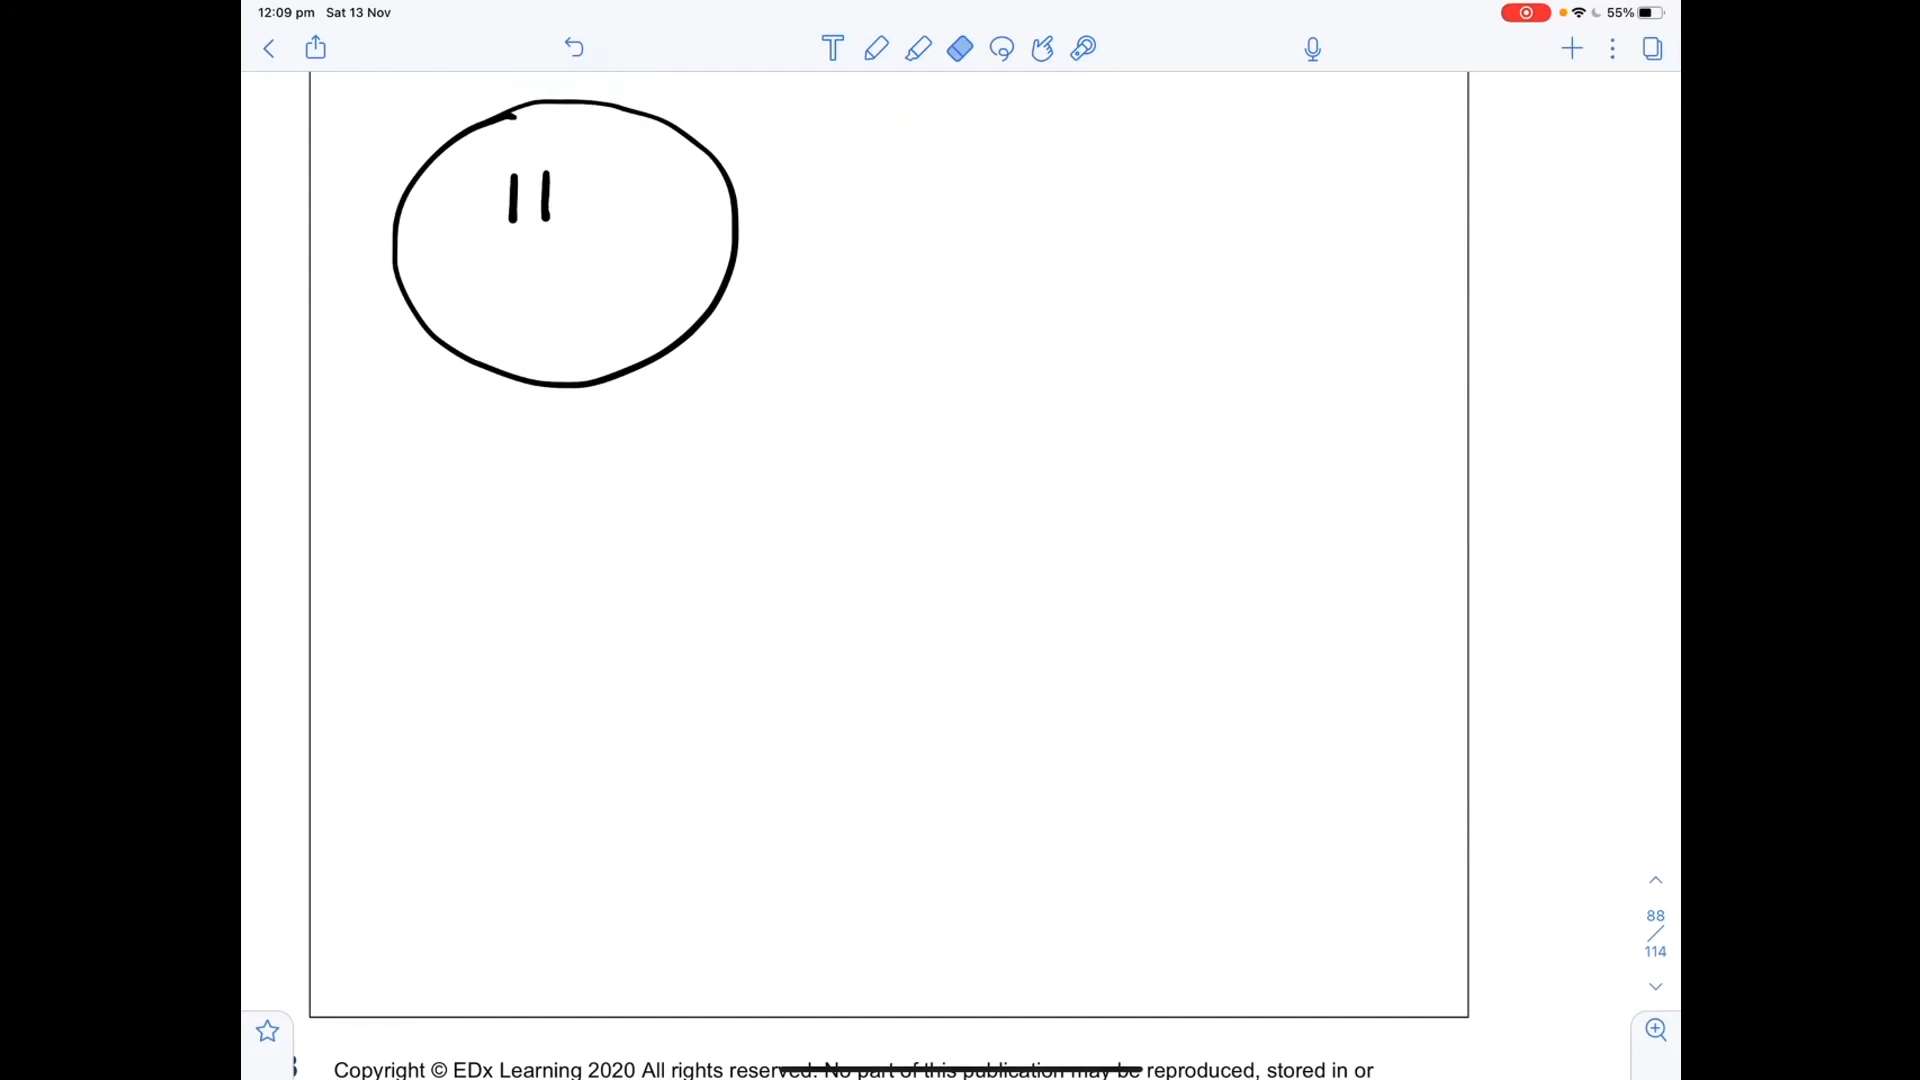 12:09 pm Sat 13 Nov
55%
11
88
114
Copyright © EDx Learning 2020 All rights reserved. No part of this publication may be reproduced, stored in or